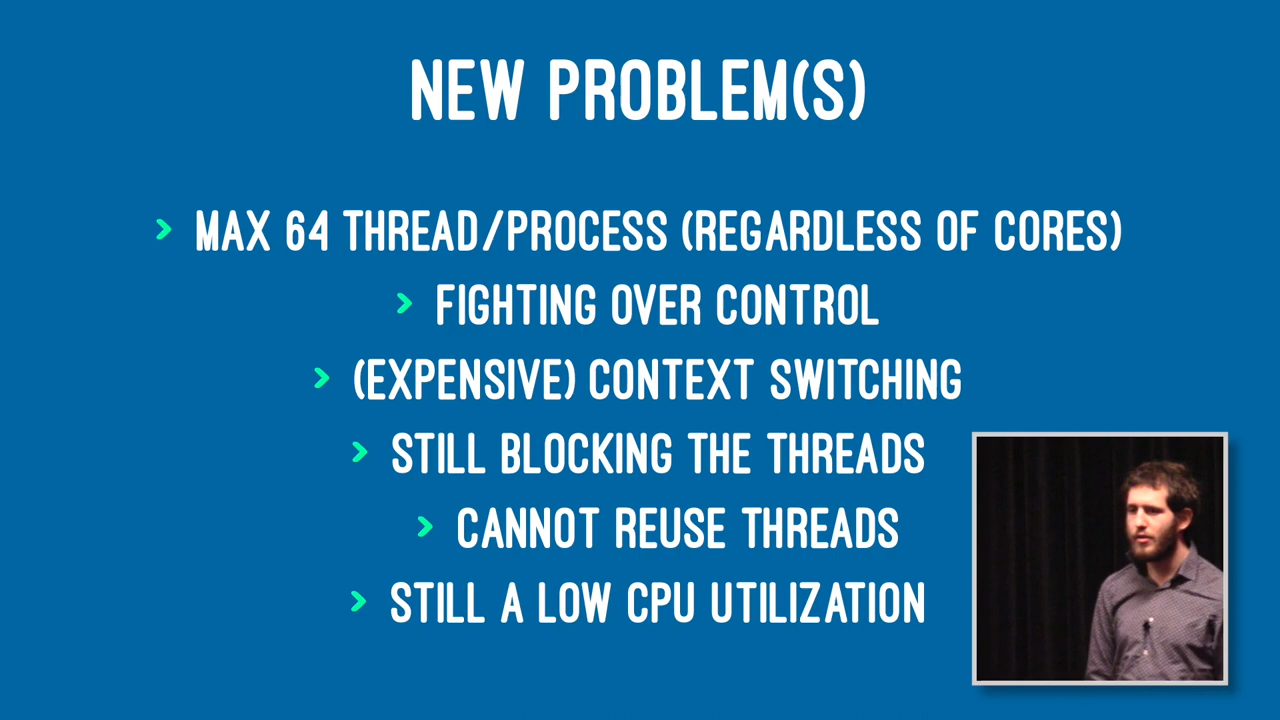 NEW PROBLEM(S)
> MAX 64 THREAD/PROCESS (REGARDLESS OF CORES)
> FIGHTING OVER CONTROL
> (EXPENSIVE) CONTEXT SWITCHING
> STILL BLOCKING THE THREADS
> CANNOT REUSE THREADS
> STILL A LOW CPU UTILIZATION